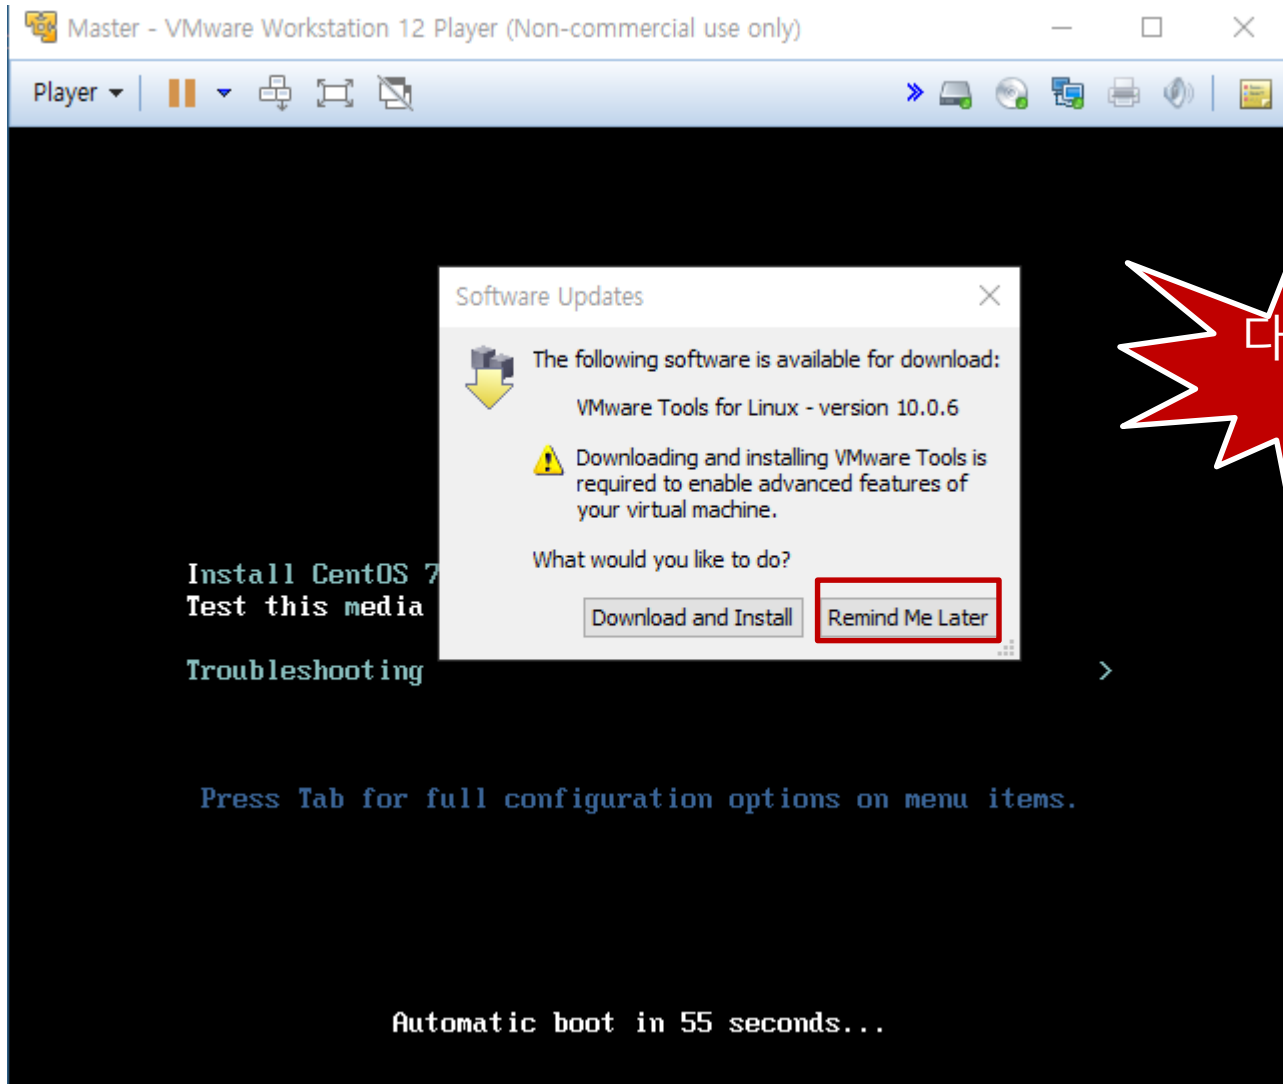 Master - VMware Workstation 12 Player (Non-commercial use only)
Player
Software Updates
The following software is available for download:
VMware Tools for Linux - version 10.0.6
Downloading and installing VMware Tools is
required to enable advanced features of
your virtual machine.
What would you like to do?
Download and Install Remind Me Later
Install CentOS 7
Test this media
Troubleshooting >
Press Tab for full configuration options on menu items.
Automatic boot in 55 seconds...